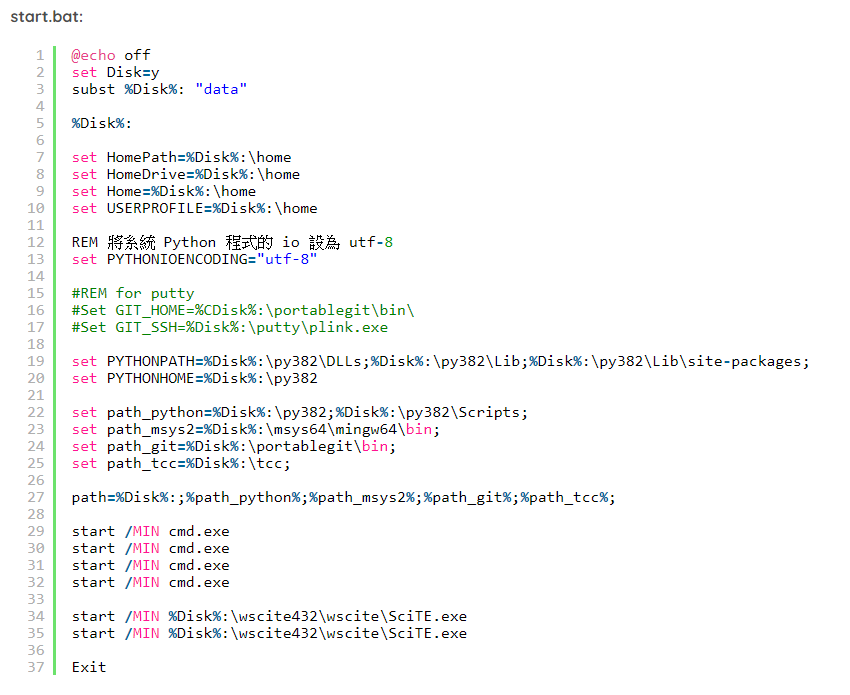 start.bat:
1 @echo off
2 set Disk=y
3 subst %Disk%: "data"
4
5 %Disk%:
6
7 set HomePath=%Disk%:\home
8 set HomeDrive=%Disk%:\home
9 set Home=%Disk%:\home
10 set USERPROFILE=%Disk%:\home
11
12 REM 將系統 Python 程式的 io 設為 utf-8
13 set PYTHONIOENCODING="utf-8"
14
15 #REM for putty
16 #Set GIT_HOME=%CDisk%:\portablegit\bin\
17 #Set GIT_SSH=%Disk%:\putty\plink.exe
18
19 set PYTHONPATH=%Disk%:\py382\DLLs;%Disk%:\py382\Lib;%Disk%:\py382\Lib\site-packages;
20 set PYTHONHOME=%Disk%:\py382
21
22 set path_python=%Disk%:\py382;%Disk%:\py382\Scripts;
23 set path_msys2=%Disk%:\msys64\mingw64\bin;
24 set path_git=%Disk%:\portablegit\bin;
25 set path_tcc=%Disk%:\tcc;
26
27 path=%Disk%:;%path_python%;%path_msys2%;%path_git%;%path_tcc%;
28
29 start /MIN cmd.exe
30 start /MIN cmd.exe
31 start /MIN cmd.exe
32 start /MIN cmd.exe
33
34 start /MIN %Disk%:\wscite432\wscite\SciTE.exe
35 start /MIN %Disk%:\wscite432\wscite\SciTE.exe
36
37 Exit